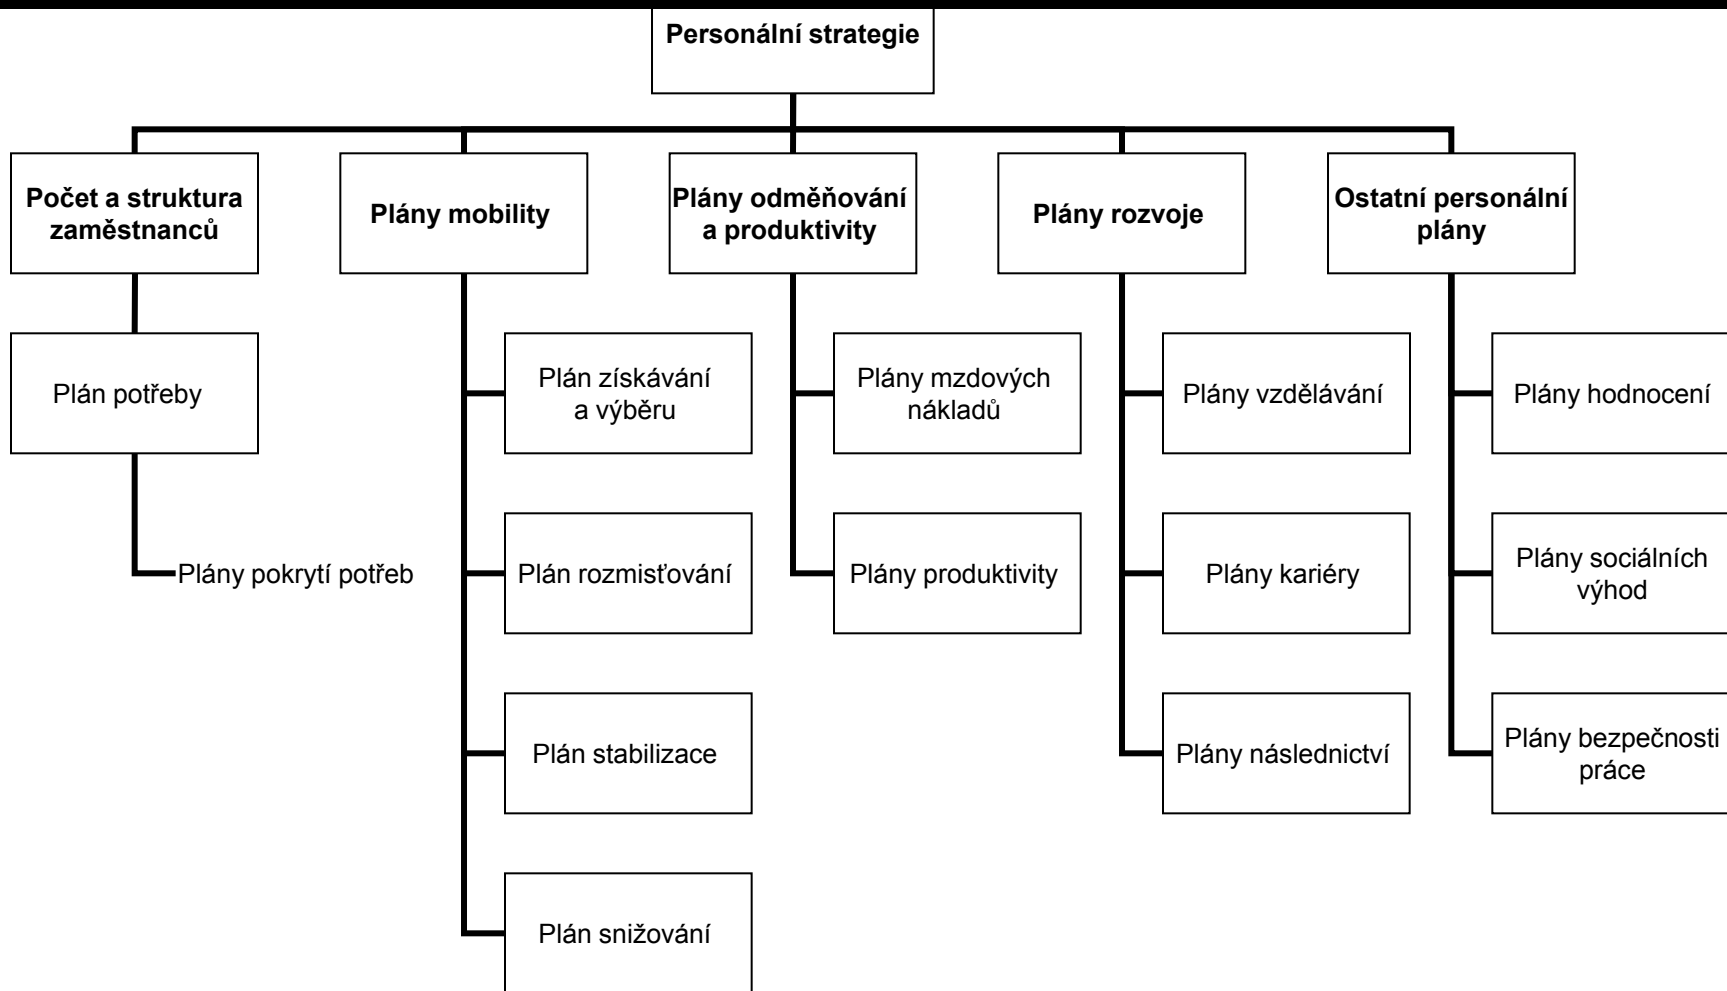 Personální strategie
Počet a struktura
zaměstnanců
Plány mobility
Plány odměňování
a produktivity
Plány rozvoje
Ostatní personální
plány
Plán potřeby
Plán získávání
a výběru
Plány mzdových
nákladů
Plány vzdělávání
Plány hodnocení
Plány pokrytí potřeb
Plán rozmisťování
Plány produktivity
Plány kariéry
Plány sociálních
výhod
Plán stabilizace
Plány následnictví
Plány bezpečnosti
práce
Plán snižování